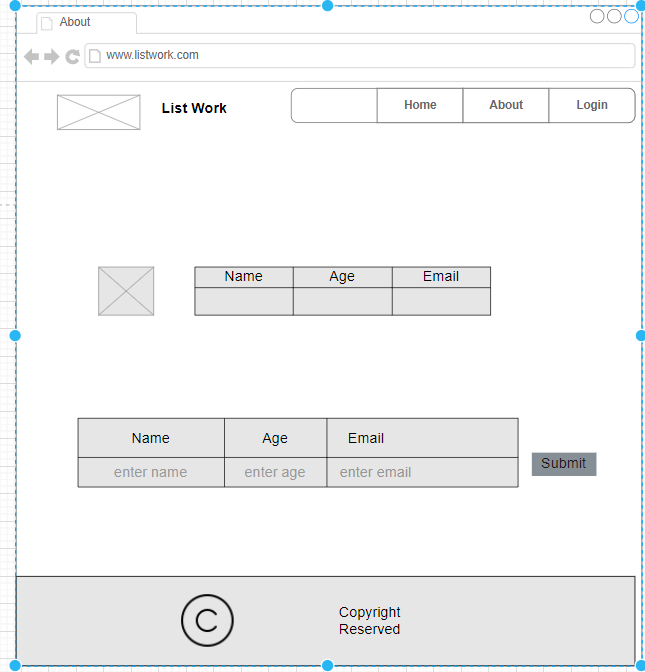 About
www.listwork.com
List Work
Home About Login
Name Age Email
Name Age Email
enter name enter age enter email
Submit
C
Copyright
Reserved